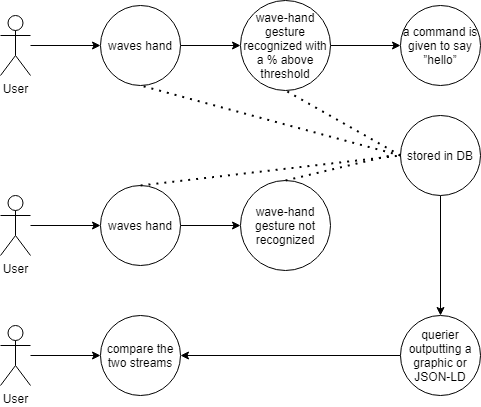 User
waves hand
wave-hand
gesture
recognized with
a % above
threshold
a command is
given to say
"hello"
stored in DB
User
waves hand
wave-hand
gesture not
recognized
User
compare the
two streams
querier
outputting a
graphic or
JSON-LD